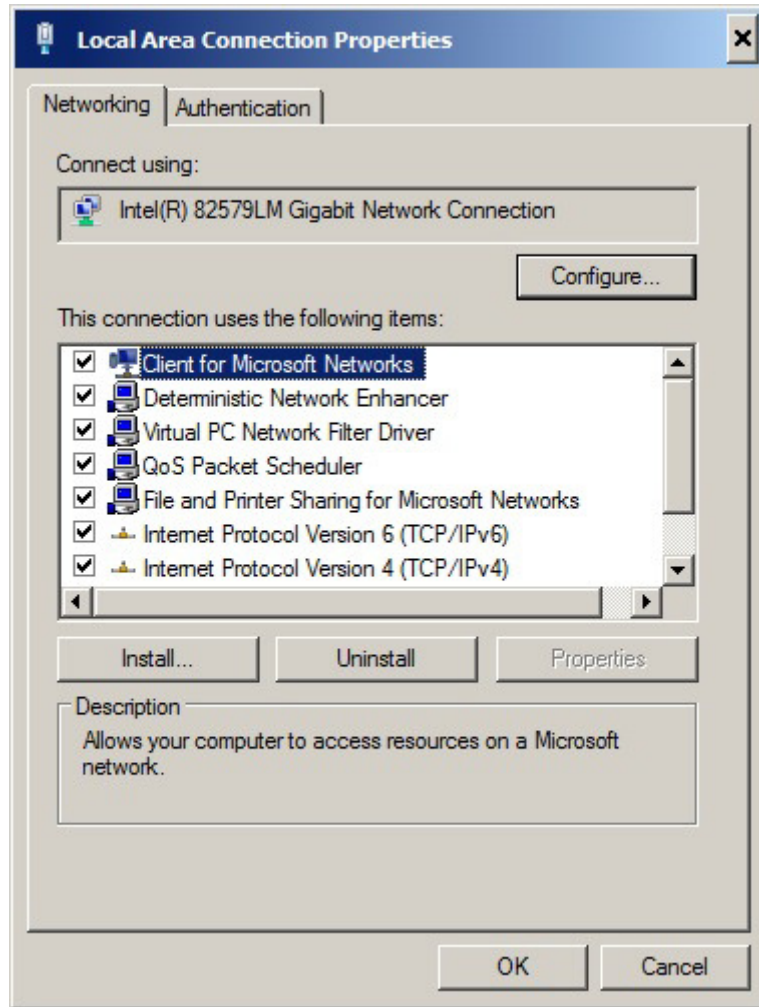 Local Area Connection Properties
Networking
Authentication
Connect using:
Intel(R) 82579LM Gigabit Network Connection
Configure...
This connection uses the following items:
Client for Microsoft Networks
Deterministic Network Enhancer
Virtual PC Network Filter Driver
QoS Packet Scheduler
File and Printer Sharing for Microsoft Networks
Internet Protocol Version 6 (TCP/IPv6)
Internet Protocol Version 4 (TCP/IPv4)
Install...
Uninstall
Properties
Description
Allows your computer to access resources on a Microsoft
network.
OK
Cancel